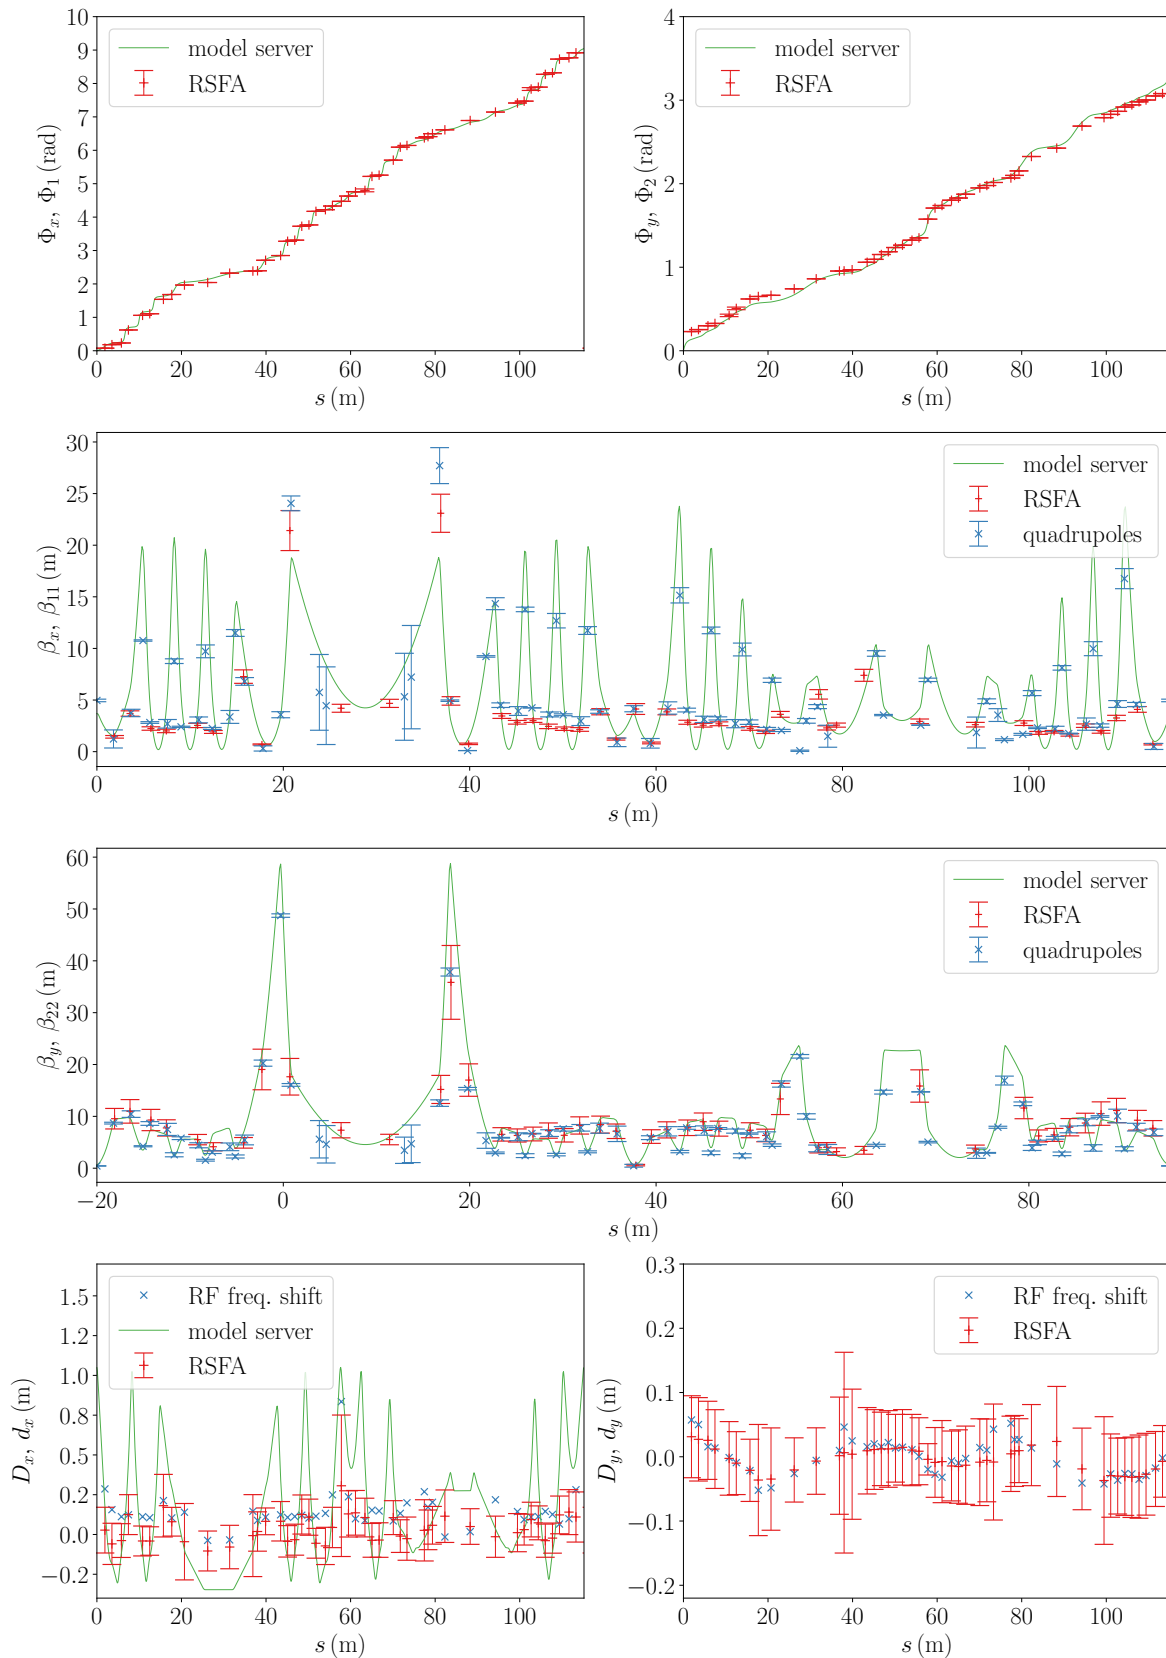 10
9
8
7
6
5
4
3
2
1
0
Φx, Φ1 (rad)
model server
RSFA
0 20 40 60 80 100
s (m)
4
3
2
1
0
Φy, Φ2 (rad)
model server
RSFA
0 20 40 60 80 100
s (m)
30
25
20
15
10
5
0
βx, β11 (m)
model server
RSFA
quadrupoles
0 20 40 60 80 100
s (m)
60
50
40
30
20
10
0
βy, β22 (m)
model server
RSFA
quadrupoles
−20 0 20 40 60 80
s (m)
1.5
1.2
1.0
0.8
0.5
0.2
0.0
−0.2
Dx, dx (m)
RF freq. shift
model server
RSFA
0 20 40 60 80 100
s (m)
0.3
0.2
0.1
0.0
−0.1
−0.2
Dy, dy (m)
RF freq. shift
RSFA
0 20 40 60 80 100
s (m)